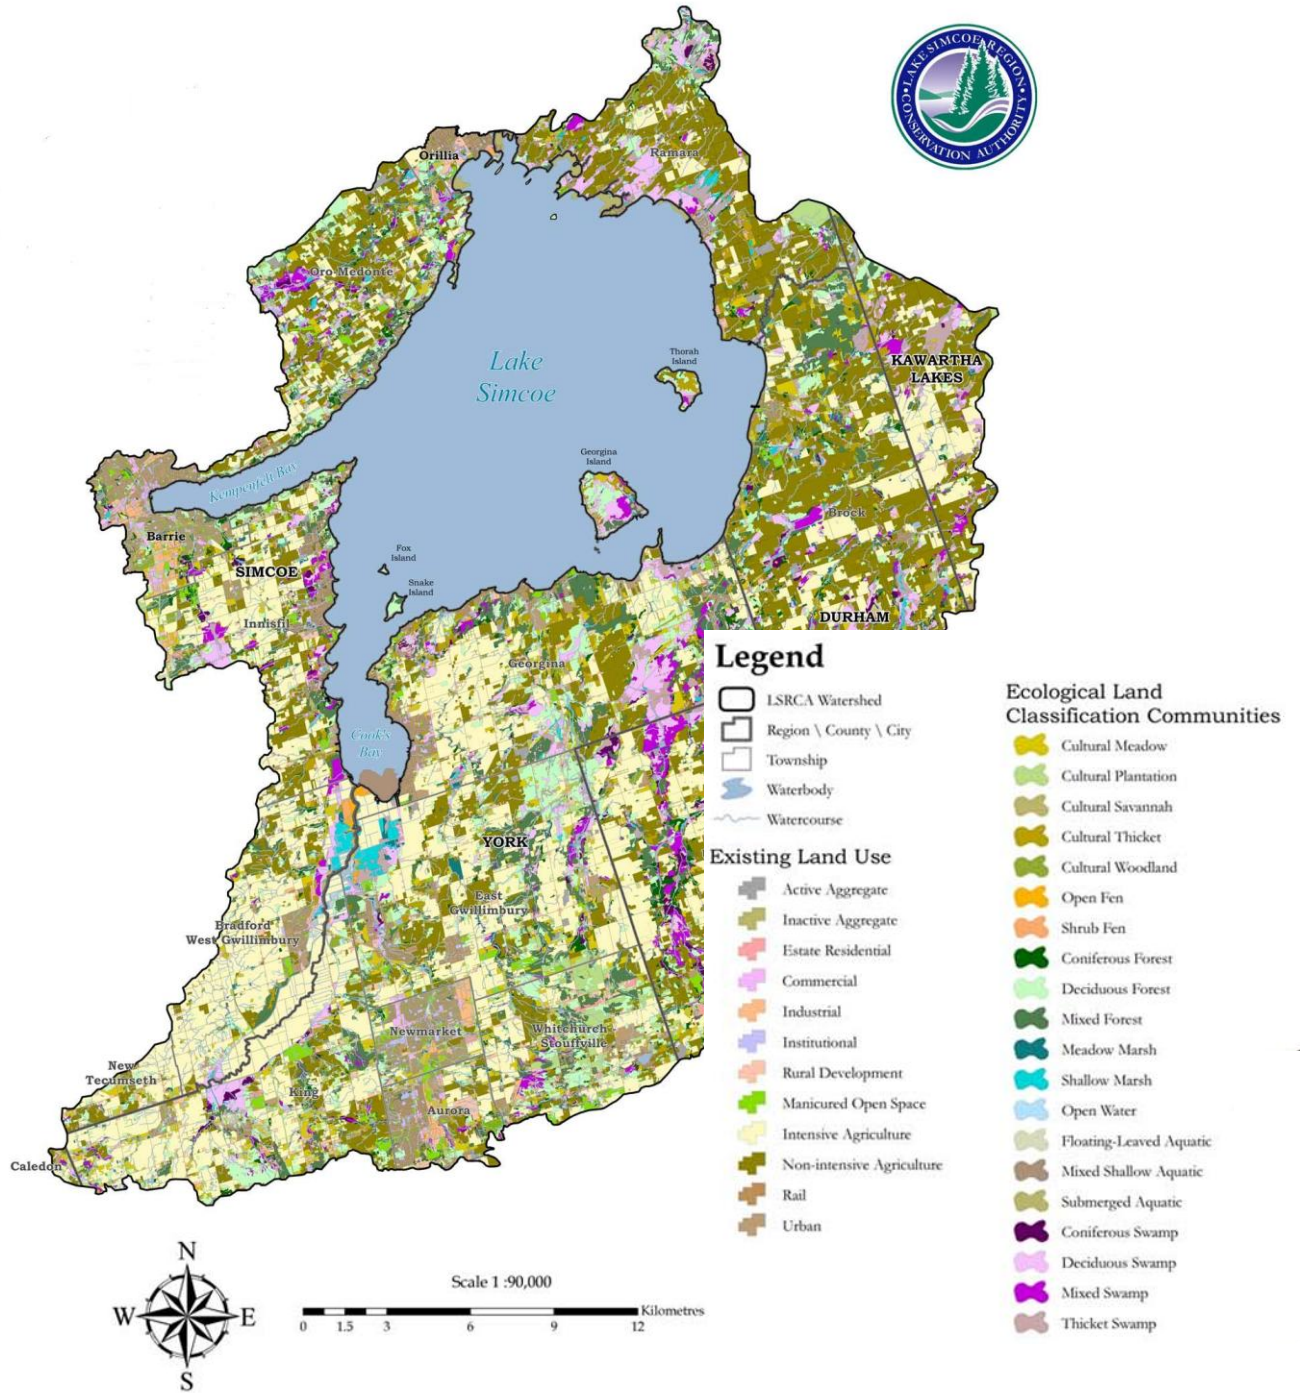 LAKE SIMCOE REGION
CONSERVATION AUTHORITY
Orillia
Ramara
Oro-Medonte
Lake
Simcoe
Thorah
Island
KAWARTHA
LAKES
Georgina
Island
Kempenfelt Bay
Brock
Barrie
Fox
Island
SIMCOE
Snake
Island
Innisfil
DURHAM
Georgina
Cook's
Bay
YORK
East
Gwillimbury
Bradford
West Gwillimbury
Newmarket
Whitchurch
Stouffville
New
Tecumseth
King
Aurora
Caledon
Legend
LSRCA Watershed
Region \ County \ City
Township
Waterbody
Watercourse
Existing Land Use
Active Aggregate
Inactive Aggregate
Estate Residential
Commercial
Industrial
Institutional
Rural Development
Manicured Open Space
Intensive Agriculture
Non-intensive Agriculture
Rail
Urban
Ecological Land
Classification Communities
Cultural Meadow
Cultural Plantation
Cultural Savannah
Cultural Thicket
Cultural Woodland
Open Fen
Shrub Fen
Coniferous Forest
Deciduous Forest
Mixed Forest
Meadow Marsh
Shallow Marsh
Open Water
Floating-Leaved Aquatic
Mixed Shallow Aquatic
Submerged Aquatic
Coniferous Swamp
Deciduous Swamp
Mixed Swamp
Thicket Swamp
N
W E
S
Scale 1 :90,000
Kilometres
0 1.5 3 6 9 12